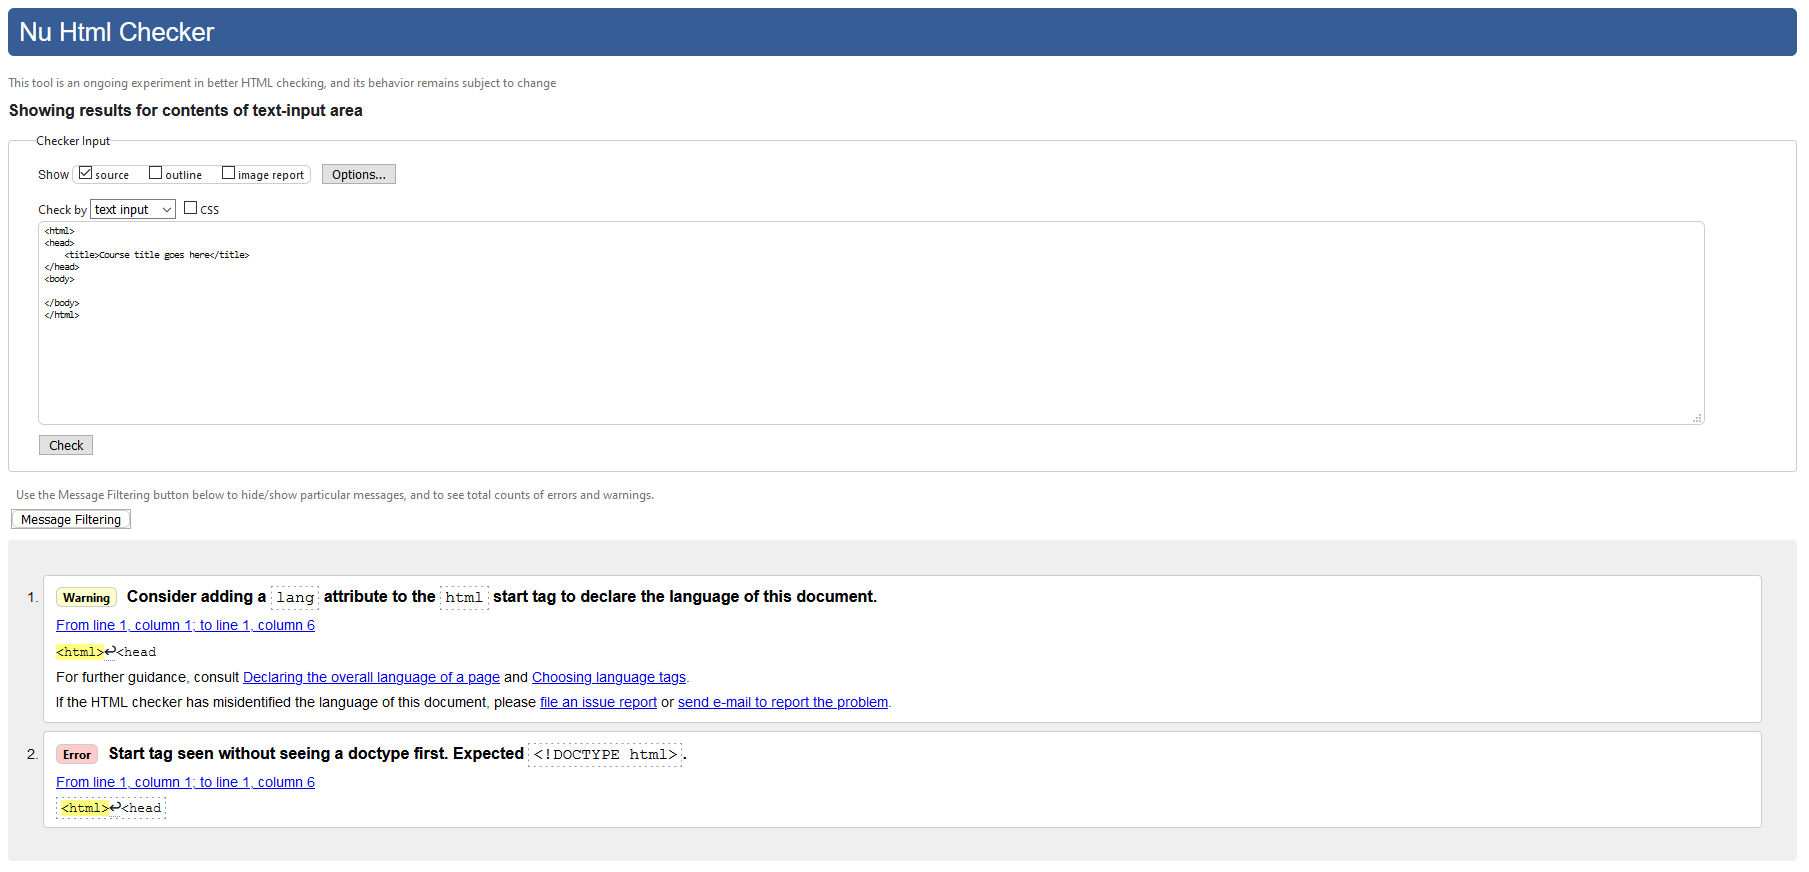 Nu Html Checker
This tool is an ongoing experiment in better HTML checking, and its behavior remains subject to change
Showing results for contents of text-input area
Checker Input
Show source outline image report Options...
Check by text input CSS
<html>
<head>
    <title>Course title goes here</title>
</head>
<body>
</body>
</html>
Check
Use the Message Filtering button below to hide/show particular messages, and to see total counts of errors and warnings.
Message Filtering
1. Warning Consider adding a lang attribute to the html start tag to declare the language of this document.
From line 1, column 1; to line 1, column 6
<html>↩<head
For further guidance, consult Declaring the overall language of a page and Choosing language tags.
If the HTML checker has misidentified the language of this document, please file an issue report or send e-mail to report the problem.
2. Error Start tag seen without seeing a doctype first. Expected <!DOCTYPE html>.
From line 1, column 1; to line 1, column 6
<html>↩<head